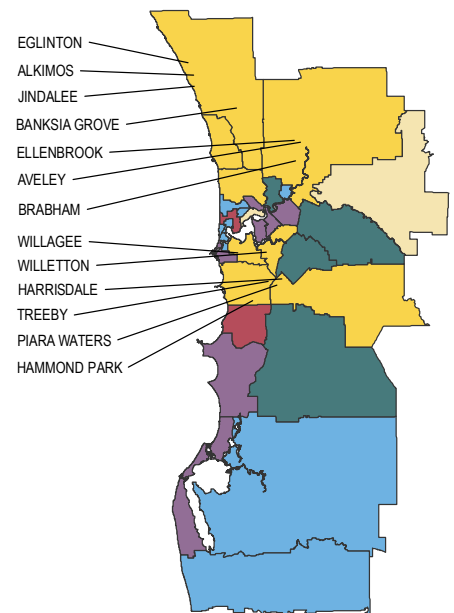 EGLINTON
ALKIMOS
JINDALEE
BANKSIA GROVE
ELLENBROOK
AVELEY
BRABHAM
WILLAGEE
WILLETTON
HARRISDALE
TREEBY
PIARA WATERS
HAMMOND PARK